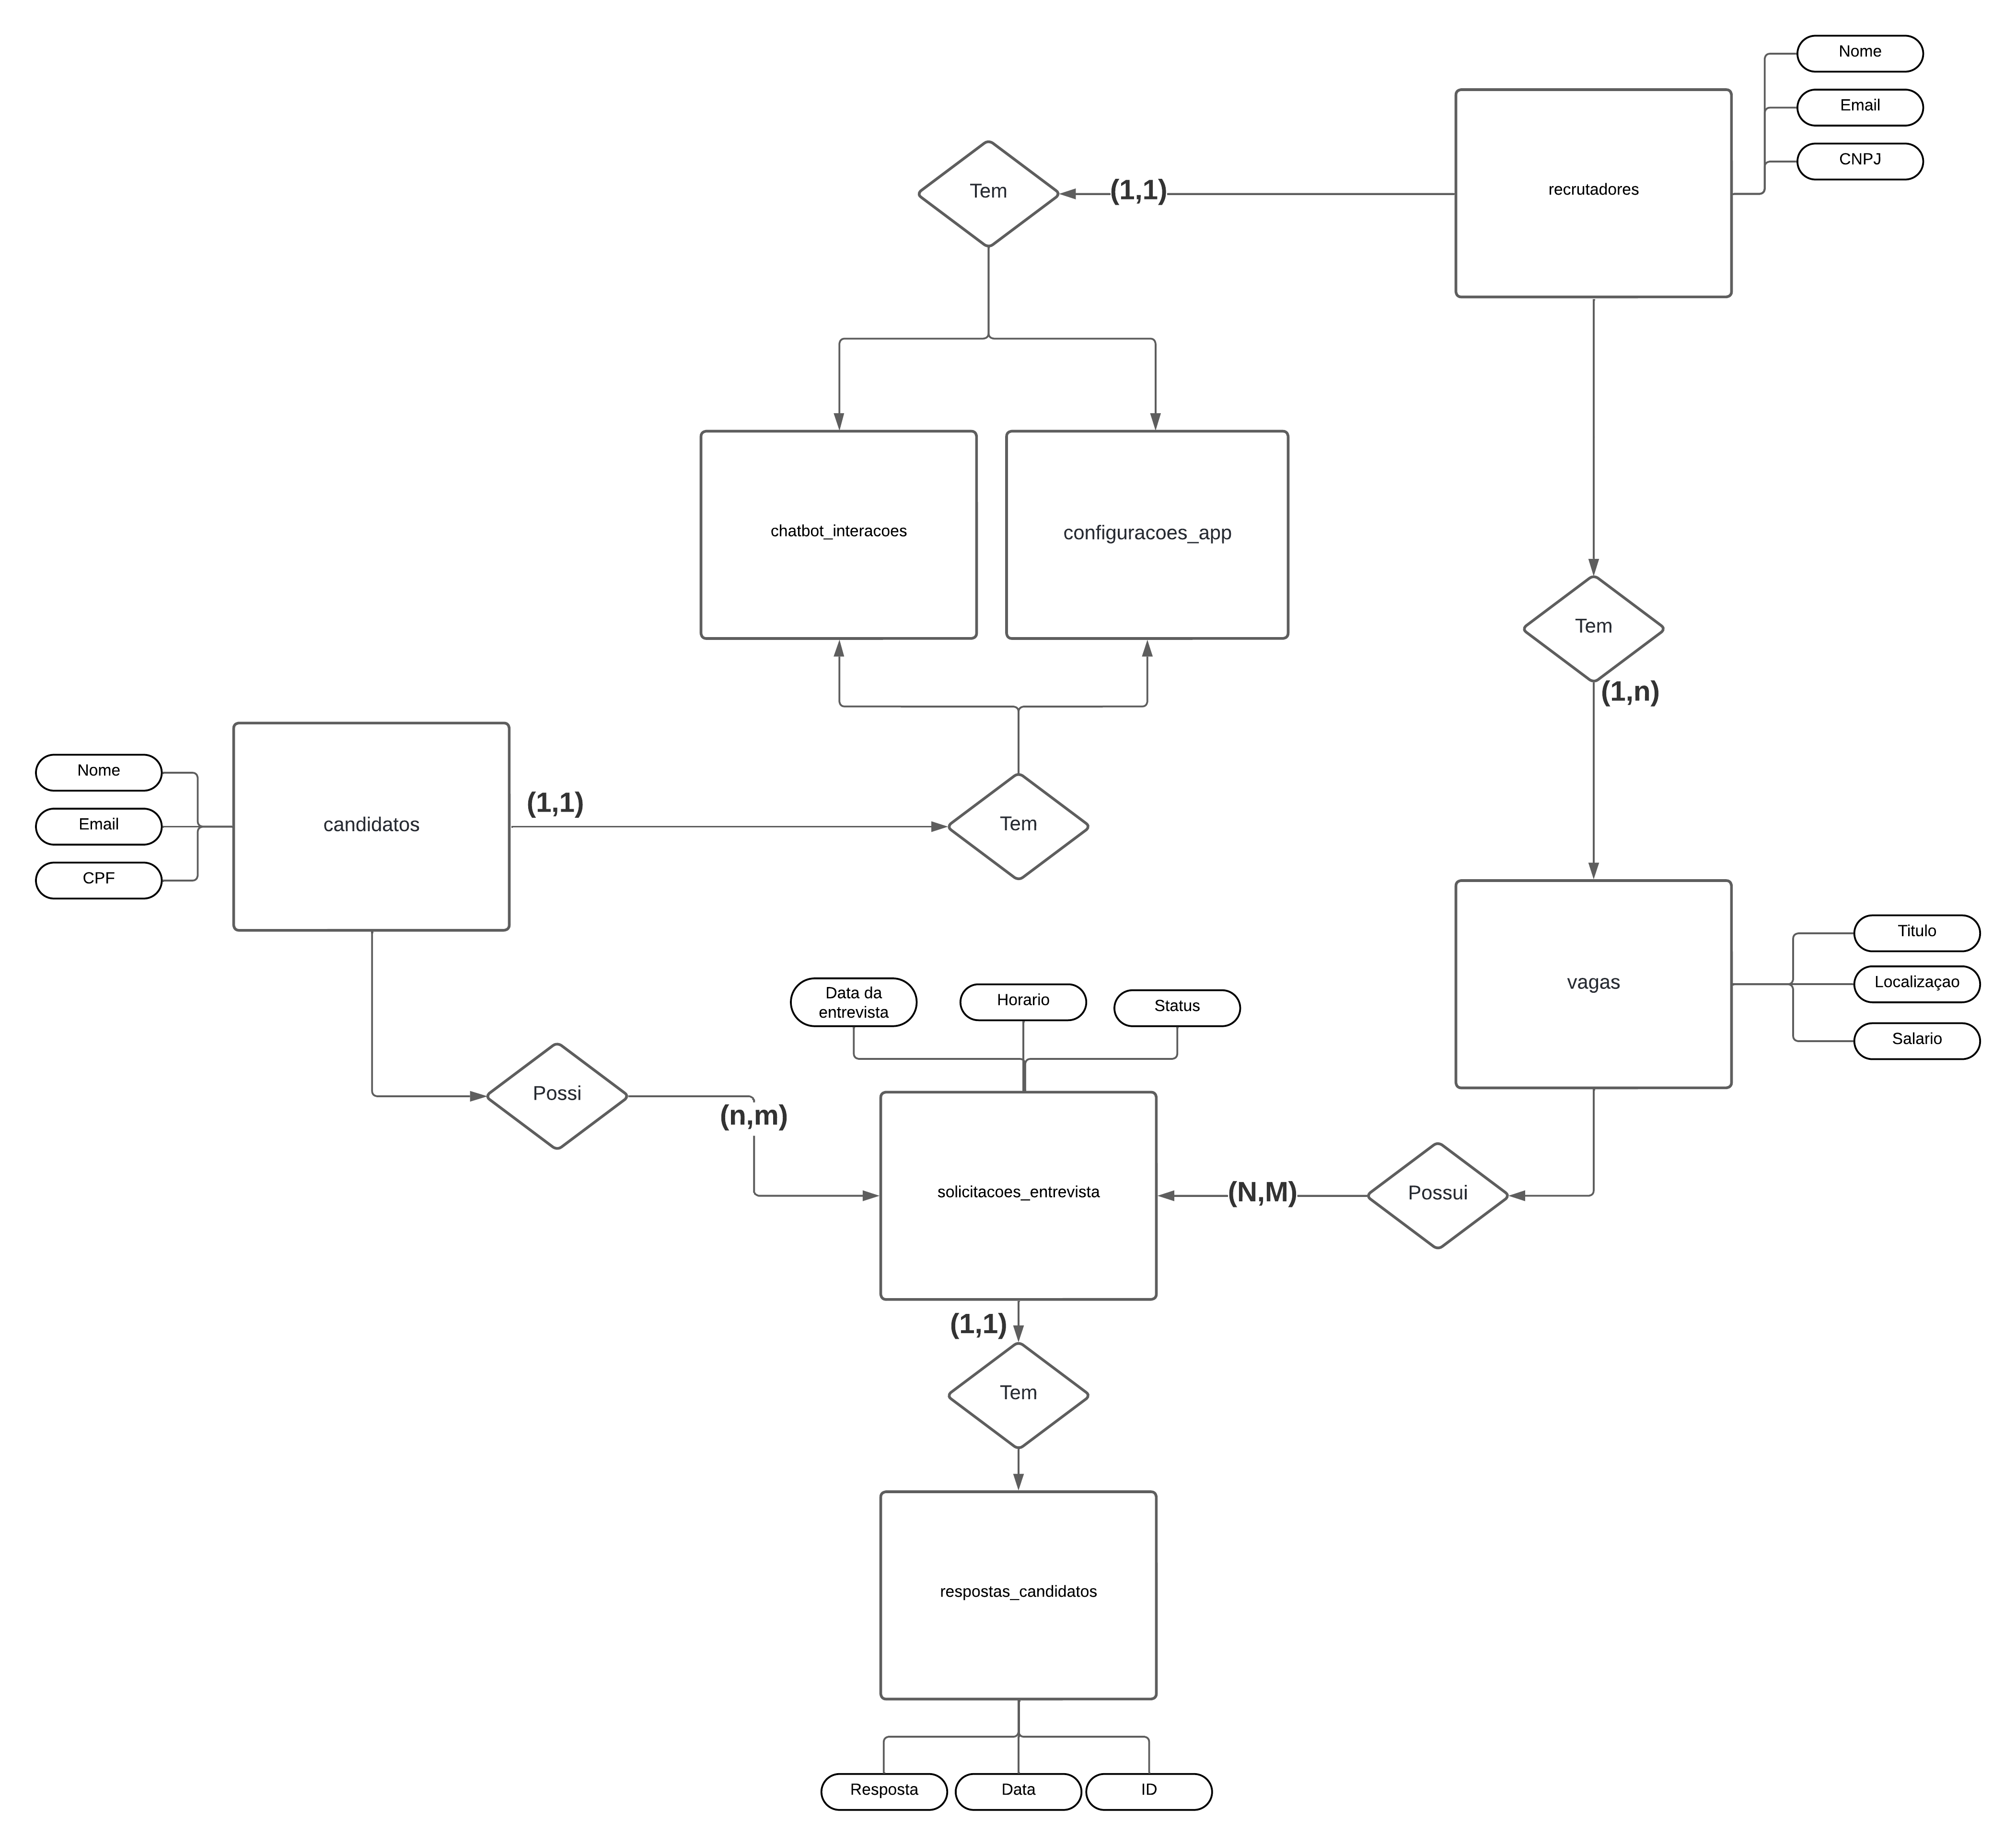 Nome
Email
CNPJ
recrutadores
(1,1)
Tem
chatbot_interacoes
configuracoes_app
Tem
(1,n)
Nome
Email
CPF
candidatos
(1,1)
Tem
vagas
Titulo
Localizaçao
Salario
Data da
entrevista
Horario
Status
Possi
(n,m)
solicitacoes_entrevista
(N,M)
Possui
(1,1)
Tem
respostas_candidatos
Resposta
Data
ID